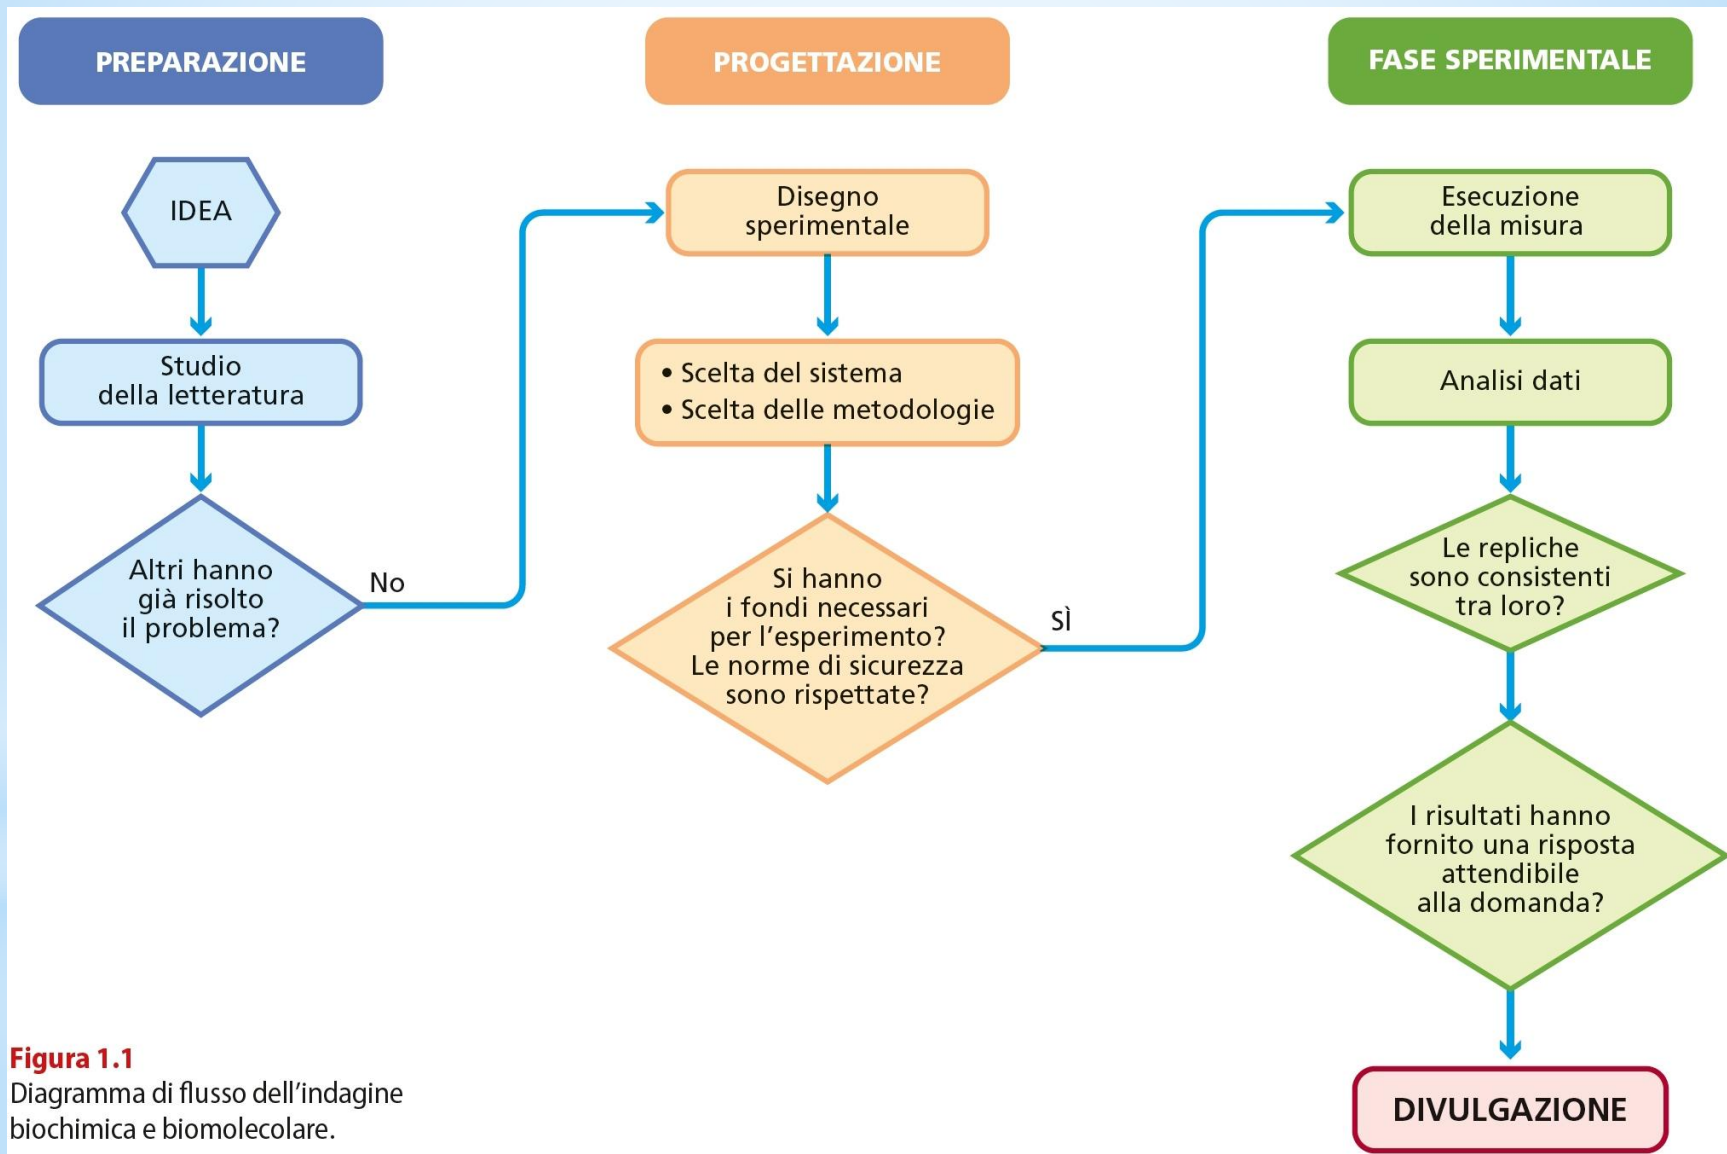 PREPARAZIONE
IDEA
Studio
della letteratura
Altri hanno
già risolto
il problema?
No
PROGETTAZIONE
Disegno
sperimentale
• Scelta del sistema
• Scelta delle metodologie
Si hanno
i fondi necessari
per l’esperimento?
Le norme di sicurezza
sono rispettate?
SÌ
FASE SPERIMENTALE
Esecuzione
della misura
Analisi dati
Le repliche
sono consistenti
tra loro?
I risultati hanno
fornito una risposta
attendibile
alla domanda?
DIVULGAZIONE
Figura 1.1
Diagramma di flusso dell’indagine
biochimica e biomolecolare.